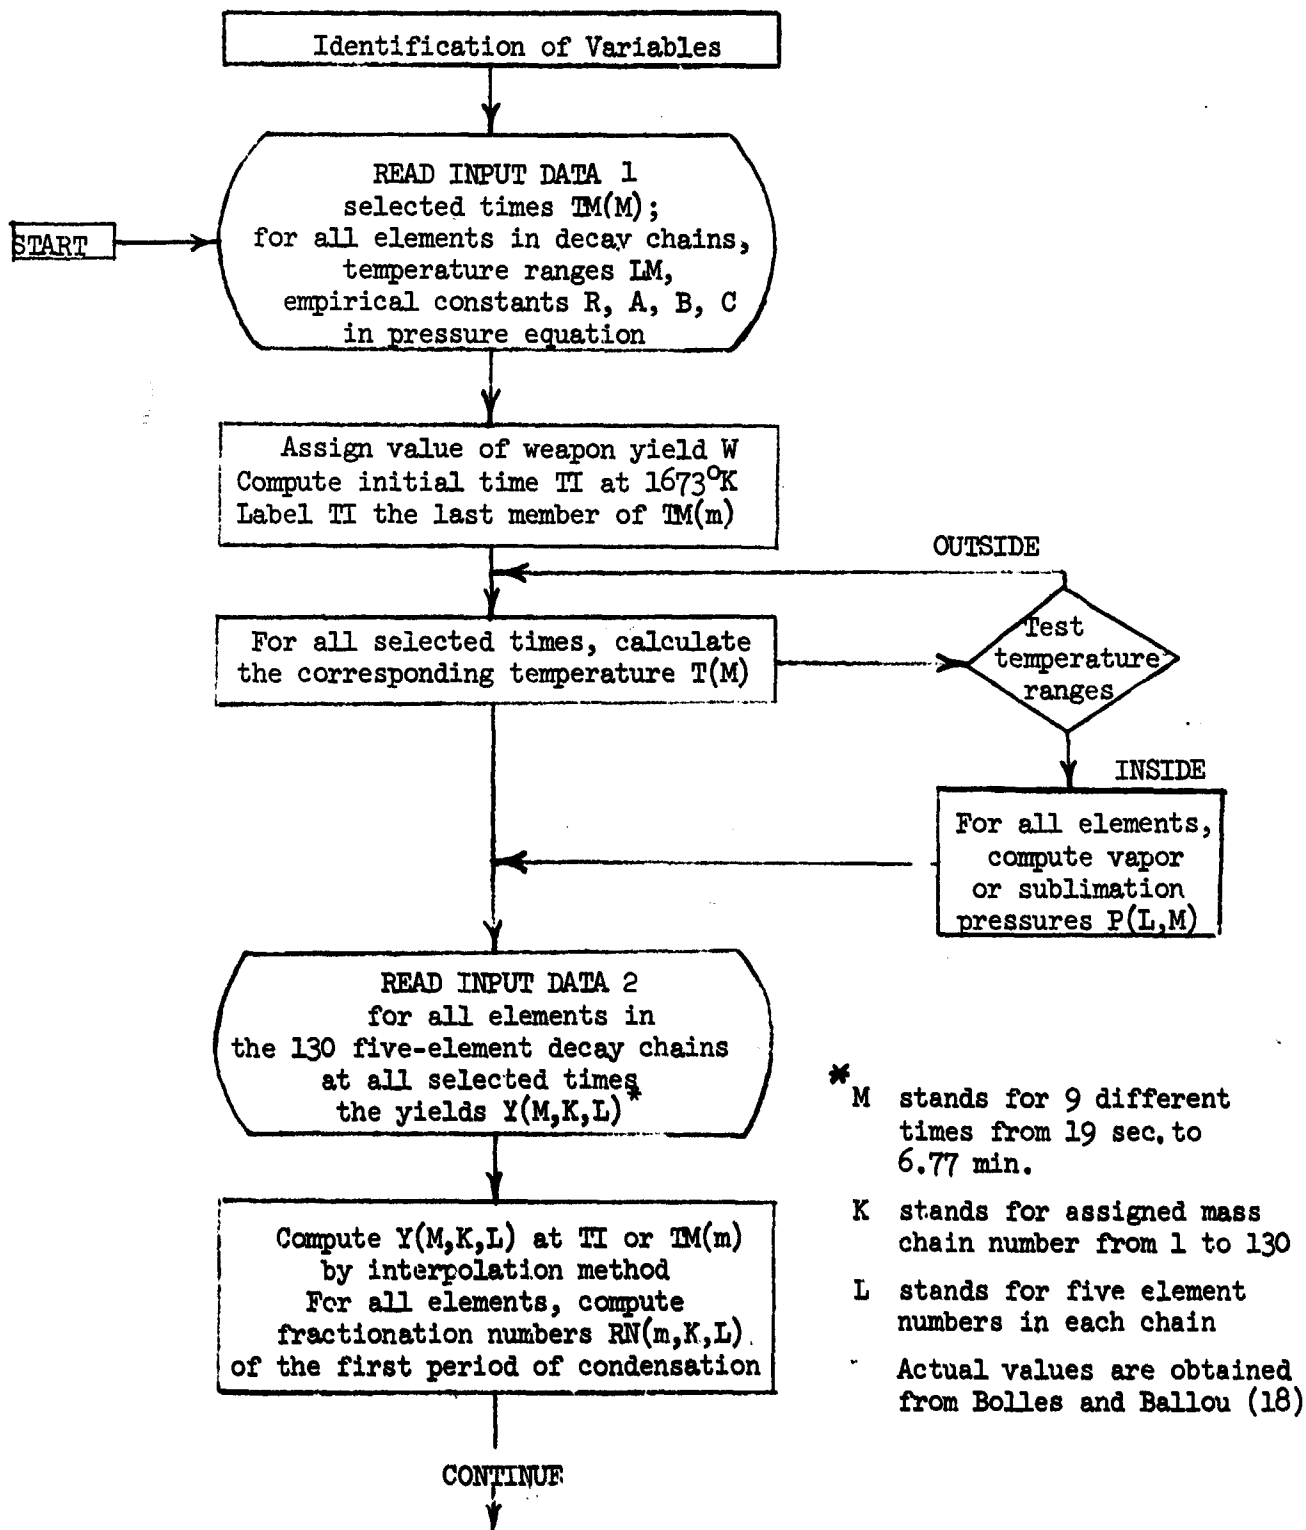 Identification of Variables
READ INPUT DATA 1
selected times TM(M);
for all elements in decay chains,
temperature ranges LM,
empirical constants R, A, B, C
in pressure equation
START
Assign value of weapon yield W
Compute initial time TI at 1673°K
Label TI the last member of TM(m)
OUTSIDE
For all selected times, calculate
the corresponding temperature T(M)
Test
temperature
ranges
INSIDE
For all elements,
compute vapor
or sublimation
pressures P(L,M)
READ INPUT DATA 2
for all elements in
the 130 five-element decay chains
at all selected times
the yields Y(M,K,L)*
Compute Y(M,K,L) at TI or TM(m)
by interpolation method
For all elements, compute
fractionation numbers RN(m,K,L)
of the first period of condensation
CONTINUE
*
M stands for 9 different
times from 19 sec. to
6.77 min.
K stands for assigned mass
chain number from 1 to 130
L stands for five element
numbers in each chain
Actual values are obtained
from Bolles and Ballou (18)